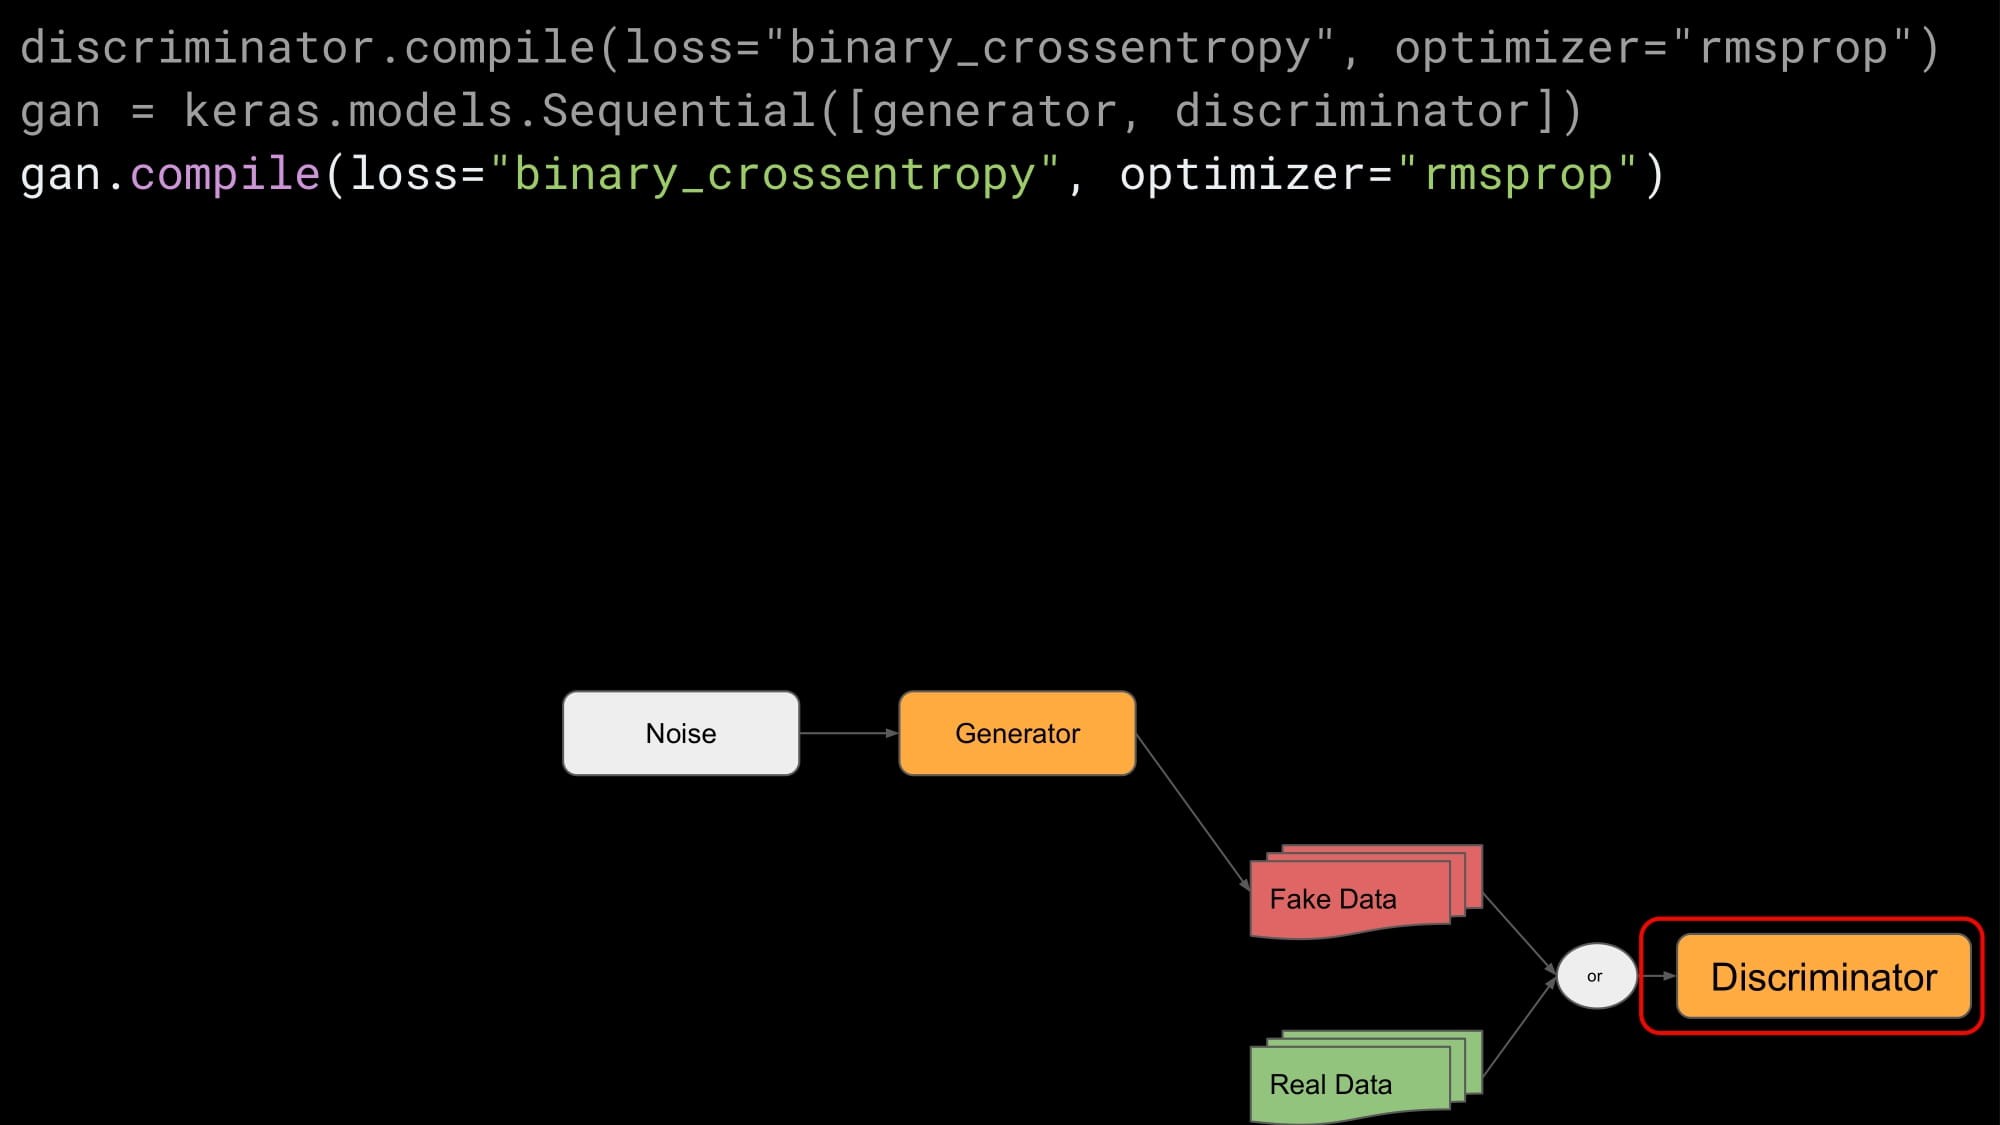 discriminator.compile(loss="binary_crossentropy", optimizer="rmsprop")
gan = keras.models.Sequential([generator, discriminator])
gan.compile(loss="binary_crossentropy", optimizer="rmsprop")
Noise
Generator
Fake Data
or
Discriminator
Real Data